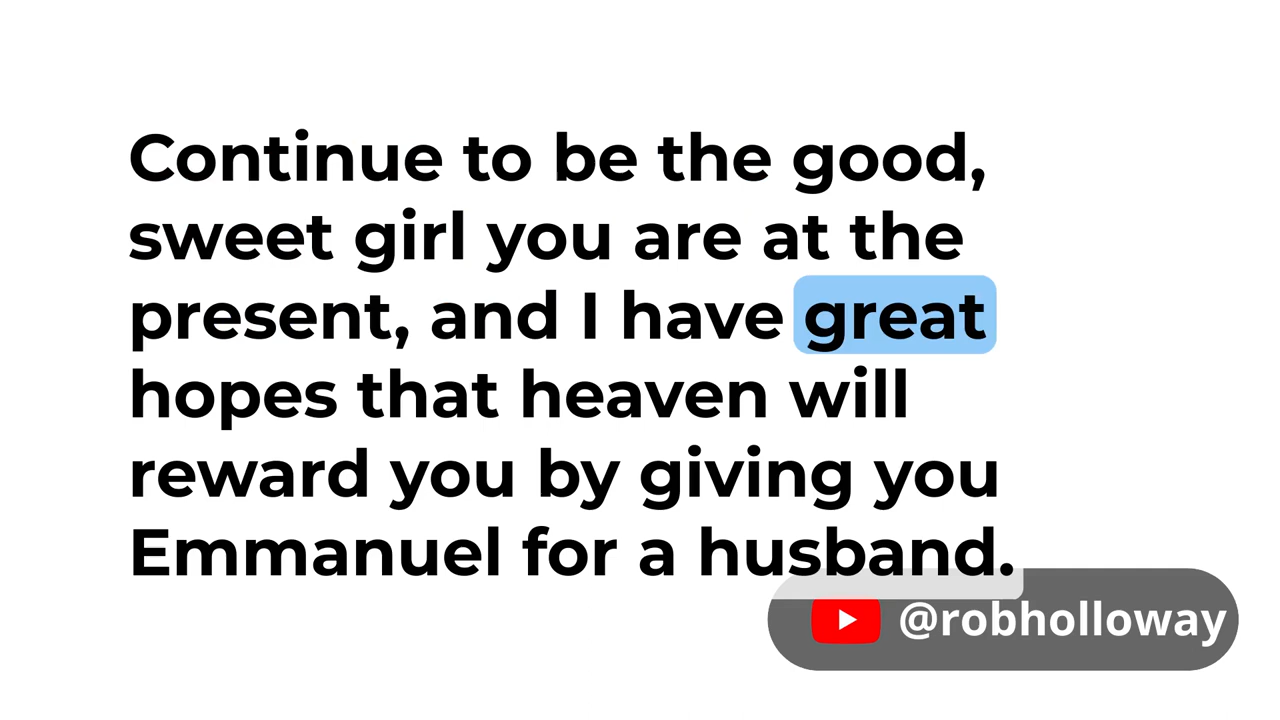 Continue to be the good,
sweet girl you are at the
present, and I have great
hopes that heaven will
reward you by giving you
Emmanuel for a husband.
@robholloway